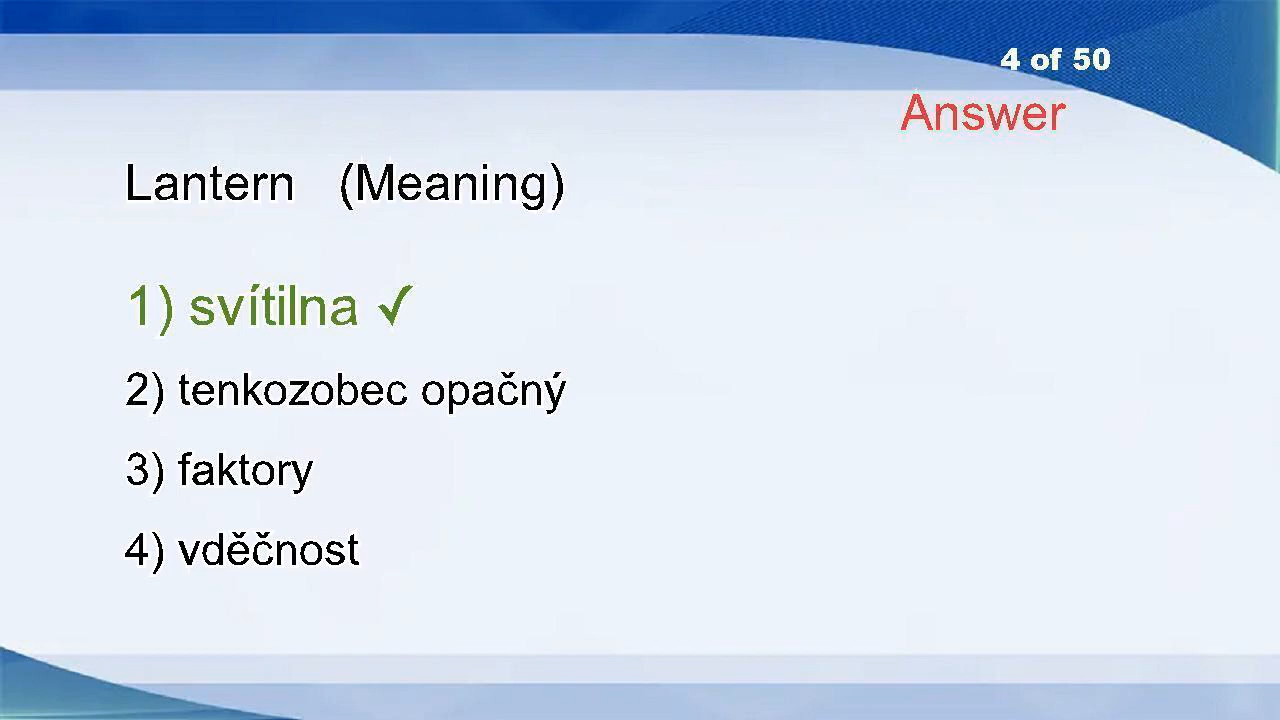 4 of 50
Answer
Lantern (Meaning)
1) svítilna ✓
2) tenkozobec opačný
3) faktory
4) vděčnost